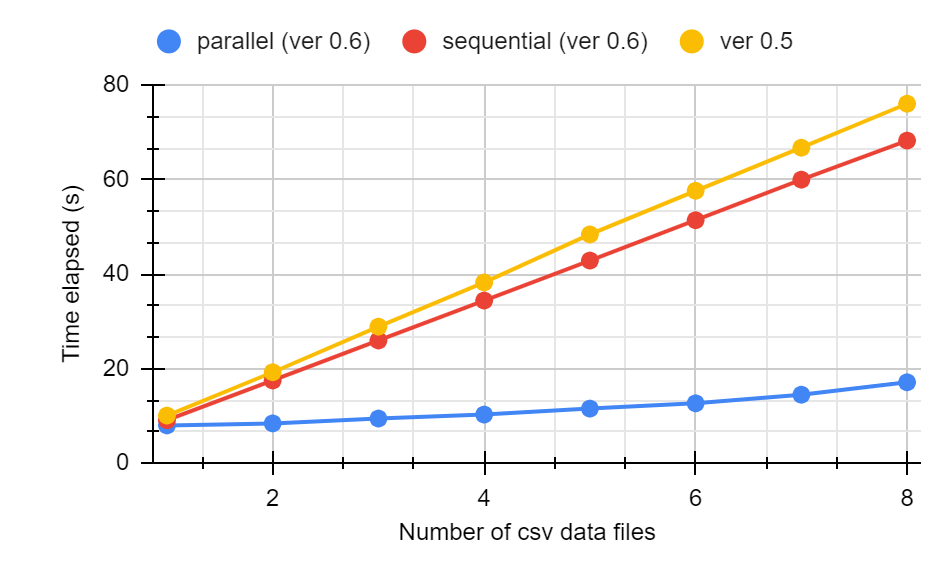 parallel (ver 0.6) sequential (ver 0.6) ver 0.5
80
60
40
20
0
Time elapsed (s)
2 4 6 8
Number of csv data files